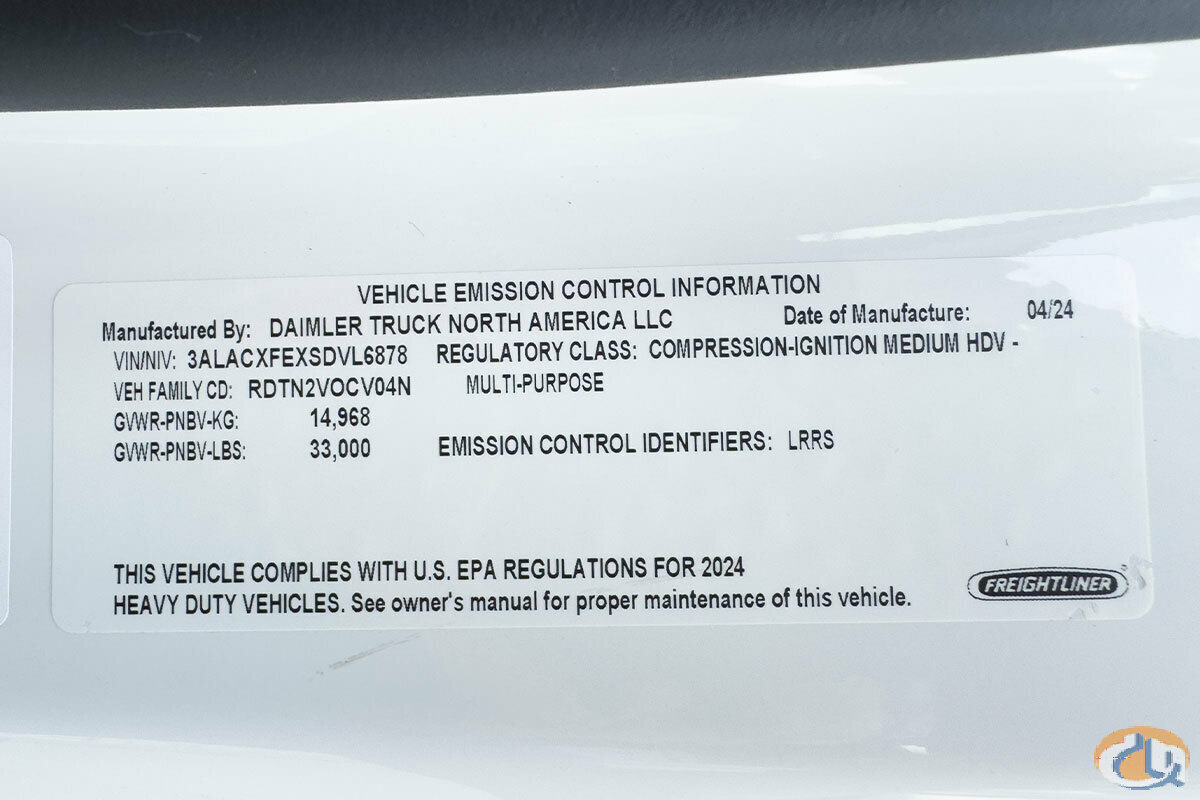 VEHICLE EMISSION CONTROL INFORMATION
Manufactured By: DAIMLER TRUCK NORTH AMERICA LLC Date of Manufacture: 04/24
VIN/NIV: 3ALACXFEXSDVL6878 REGULATORY CLASS: COMPRESSION-IGNITION MEDIUM HDV -
VEH FAMILY CD: RDTN2VOCV04N MULTI-PURPOSE
GVWR-PNBV-KG: 14,968
GVWR-PNBV-LBS: 33,000 EMISSION CONTROL IDENTIFIERS: LRRS
THIS VEHICLE COMPLIES WITH U.S. EPA REGULATIONS FOR 2024
HEAVY DUTY VEHICLES. See owner's manual for proper maintenance of this vehicle.
FREIGHTLINER